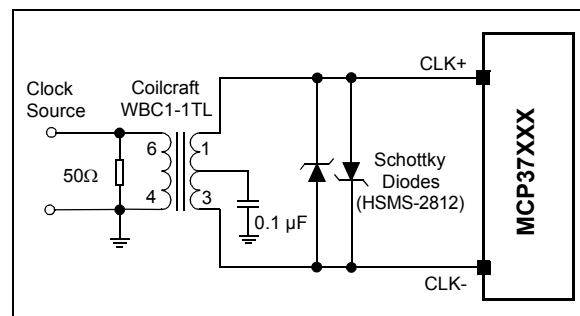 Clock
Source
Coilcraft
WBC1-1TL
50Ω
6
4
1
3
0.1 µF
CLK+
Schottky
Diodes
(HSMS-2812)
CLK-
MCP37XXX